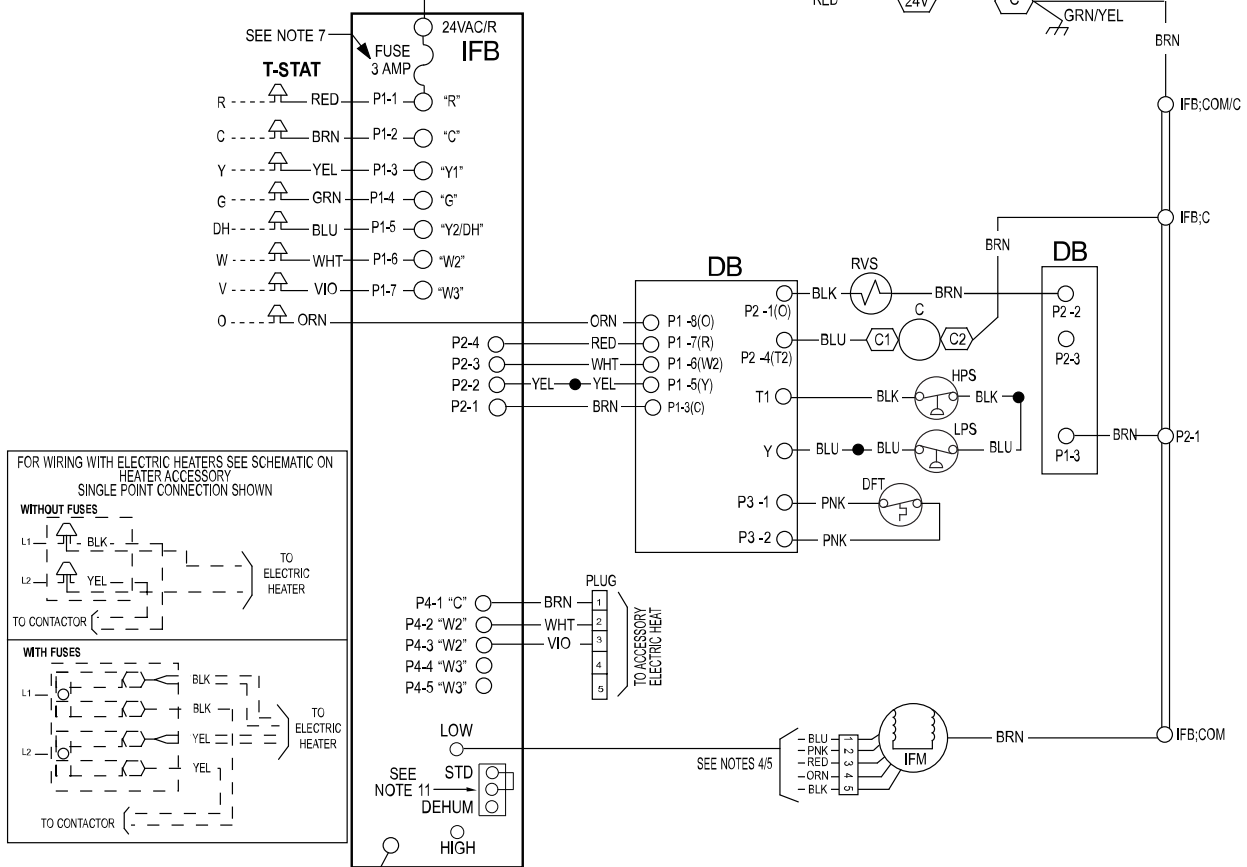 RED
24V
C
GRN/YEL
BRN
SEE NOTE 7
24VAC/R
IFB
FUSE
3 AMP
T-STAT
R RED P1-1 "R"
C BRN P1-2 "C"
Y YEL P1-3 "Y1"
G GRN P1-4 "G"
DH BLU P1-5 "Y2/DH"
W WHT P1-6 "W2"
V VIO P1-7 "W3"
O ORN ORN P1 -8(O)
P2-4 RED P1 -7(R)
P2-3 WHT P1 -6(W2)
P2-2 YEL YEL P1 -5(Y)
P2-1 BRN P1-3(C)
DB
P2 -1(O) BLK RVS BRN
P2 -4(T2) BLU C1 C C2 BRN
T1 BLK HPS BLK
Y BLU BLU LPS BLU
P3 -1 PNK DFT
P3 -2 PNK
DB
P2 -2
P2-3
P1-3 BRN P2-1
IFB;COM/C
IFB;C
IFB;COM
FOR WIRING WITH ELECTRIC HEATERS SEE SCHEMATIC ON
HEATER ACCESSORY
SINGLE POINT CONNECTION SHOWN
WITHOUT FUSES
L1 BLK
L2 YEL
TO
ELECTRIC
HEATER
TO CONTACTOR
WITH FUSES
L1 BLK
BLK
L2 YEL
YEL
TO
ELECTRIC
HEATER
TO CONTACTOR
PLUG
P4-1 "C" BRN 1
P4-2 "W2" WHT 2
P4-3 "W2" VIO 3
P4-4 "W3" 4
P4-5 "W3" 5
TO ACCESSORY
ELECTRIC HEAT
LOW
SEE
NOTE 11
STD
DEHUM
HIGH
SEE NOTES 4/5
BLU 1
PNK 2
RED 3
ORN 4
BLK 5
IFM
BRN